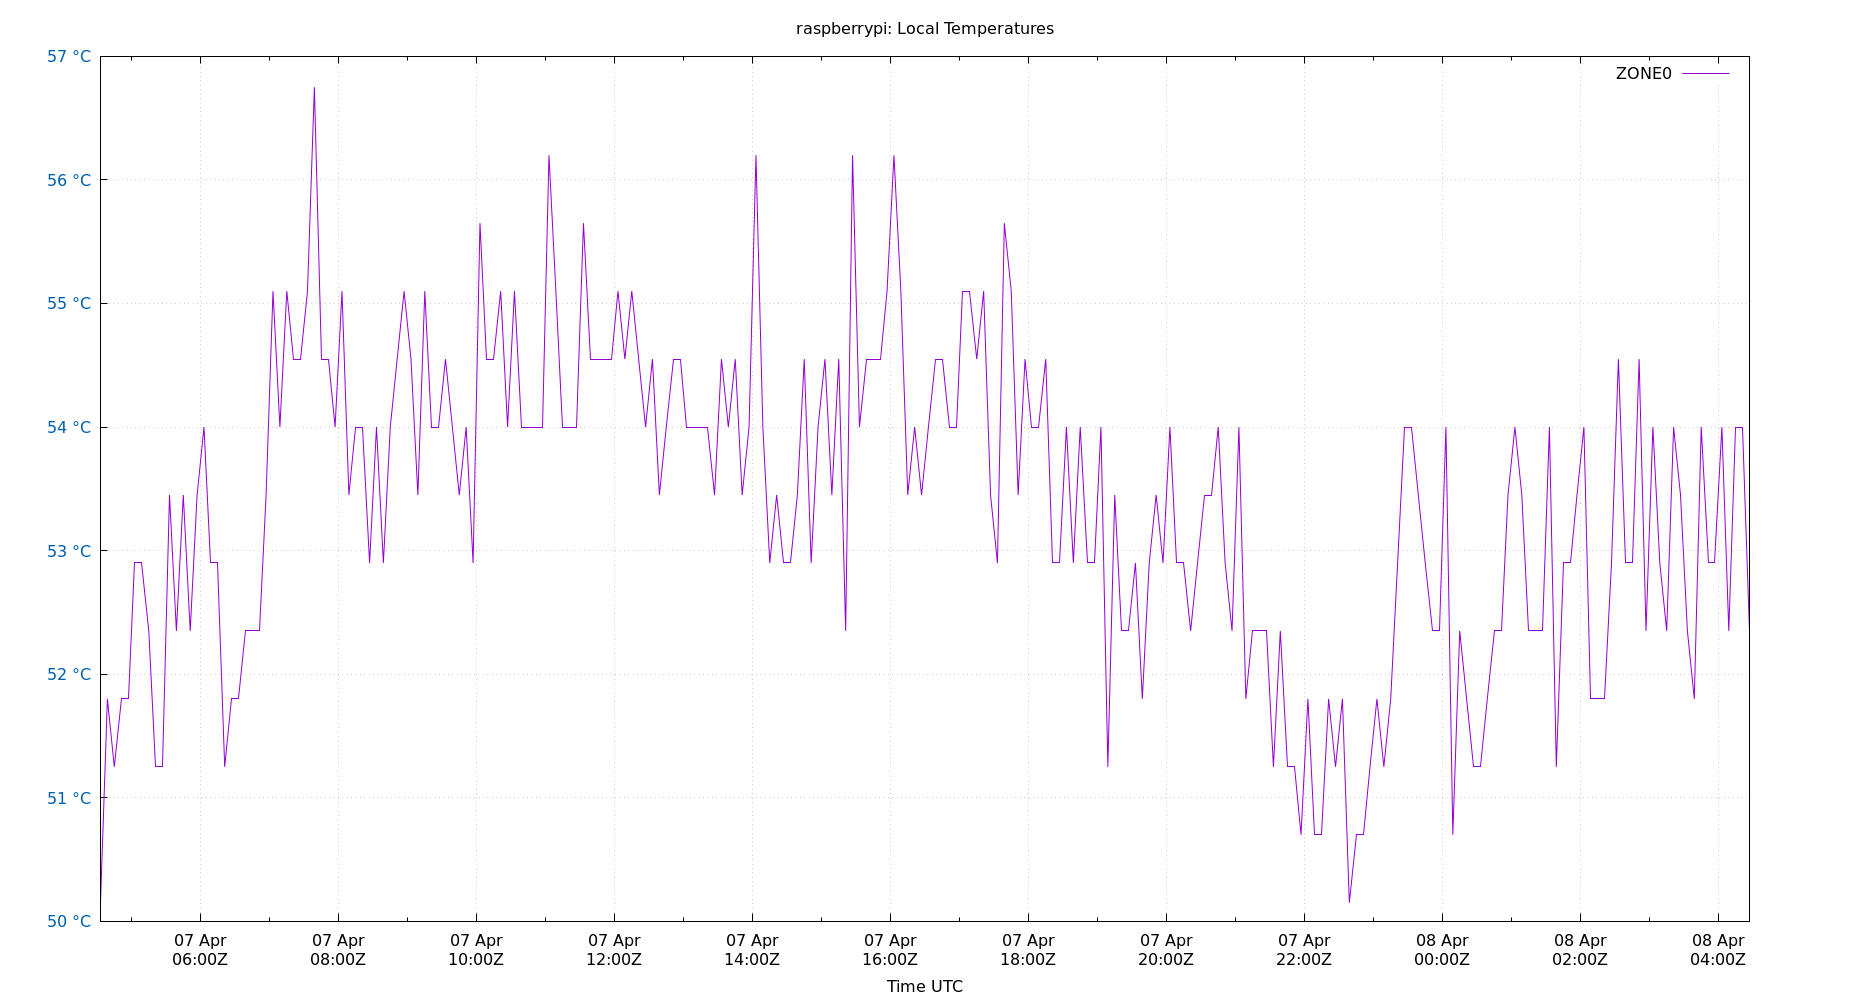 raspberrypi: Local Temperatures
57 °C
ZONE0
56 °C
55 °C
54 °C
53 °C
52 °C
51 °C
50 °C
07 Apr 07 Apr 07 Apr 07 Apr 07 Apr 07 Apr 07 Apr 07 Apr 07 Apr 08 Apr 08 Apr 08 Apr
06:00Z 08:00Z 10:00Z 12:00Z 14:00Z 16:00Z 18:00Z 20:00Z 22:00Z 00:00Z 02:00Z 04:00Z
Time UTC